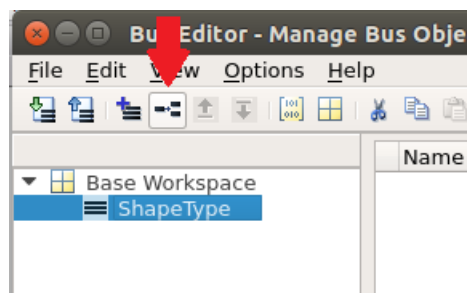 Editor - Manage Bus Obje
File Edit Options Help
Name
Base Workspace
ShapeType